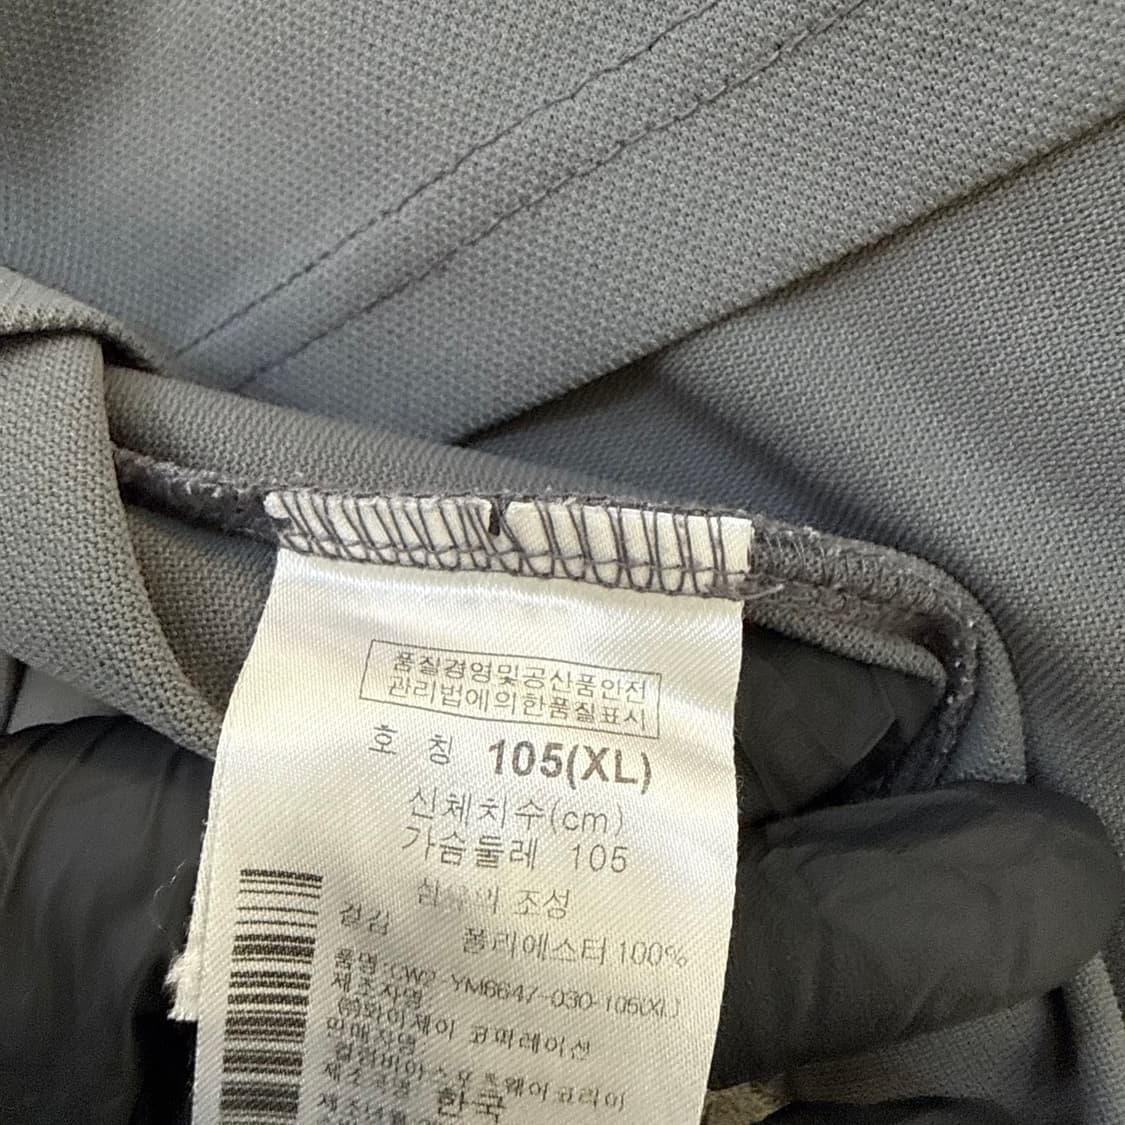 품질경영및공산품안전
관리법에의한품질표시
호 칭 105(XL)
신체치수(cm)
가슴둘레 105
섬유의 조성
겉감 폴리에스터 100%
품명:CW2-YM6647-030-105(XL)
제조자명
㈜와이제이 코퍼레이션
판매자명
컬럼비아스포츠웨어코리아
제조국명 한국